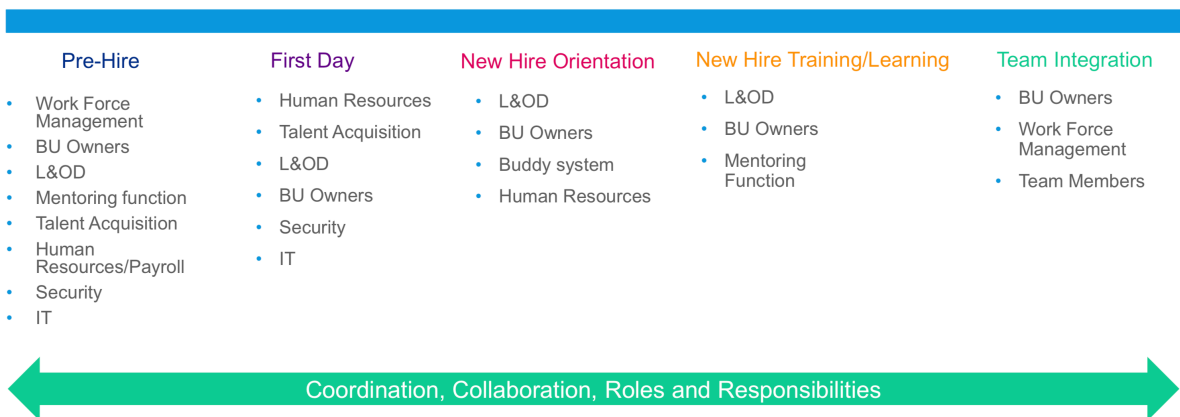 Pre-Hire
• Work Force
Management
• BU Owners
• L&OD
• Mentoring function
• Talent Acquisition
• Human
Resources/Payroll
• Security
• IT
First Day
• Human Resources
• Talent Acquisition
• L&OD
• BU Owners
• Security
• IT
New Hire Orientation
• L&OD
• BU Owners
• Buddy system
• Human Resources
New Hire Training/Learning
• L&OD
• BU Owners
• Mentoring
Function
Team Integration
• BU Owners
• Work Force
Management
• Team Members
Coordination, Collaboration, Roles and Responsibilities